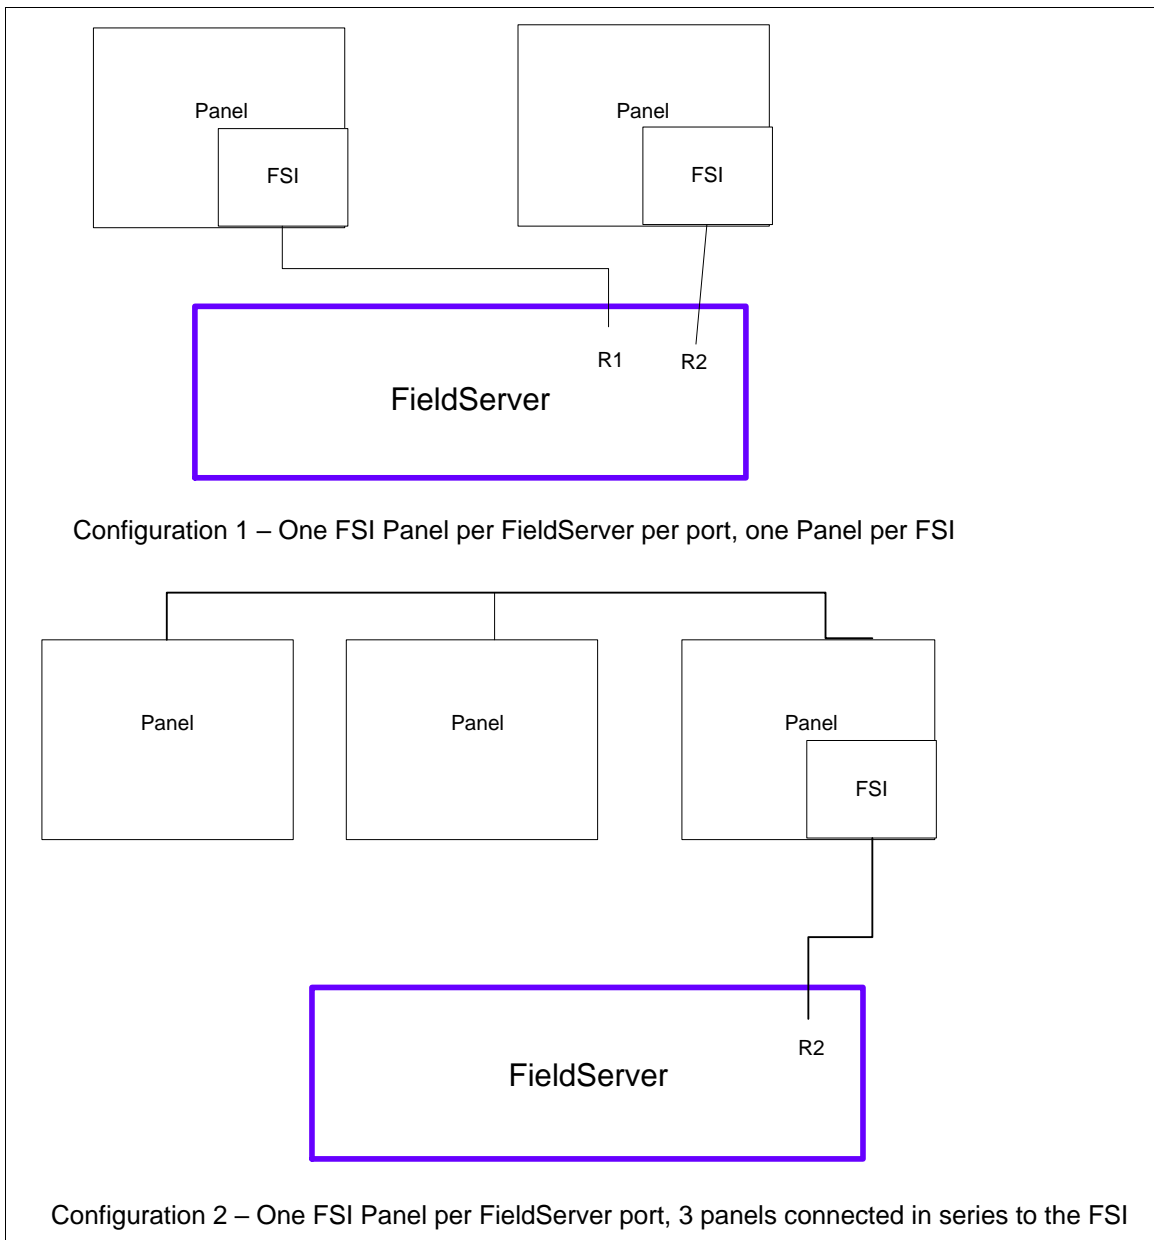 Panel
Panel
FSI
FSI
R1
R2
FieldServer
Configuration 1 – One FSI Panel per FieldServer per port, one Panel per FSI
Panel
Panel
Panel
FSI
R2
FieldServer
Configuration 2 – One FSI Panel per FieldServer port, 3 panels connected in series to the FSI